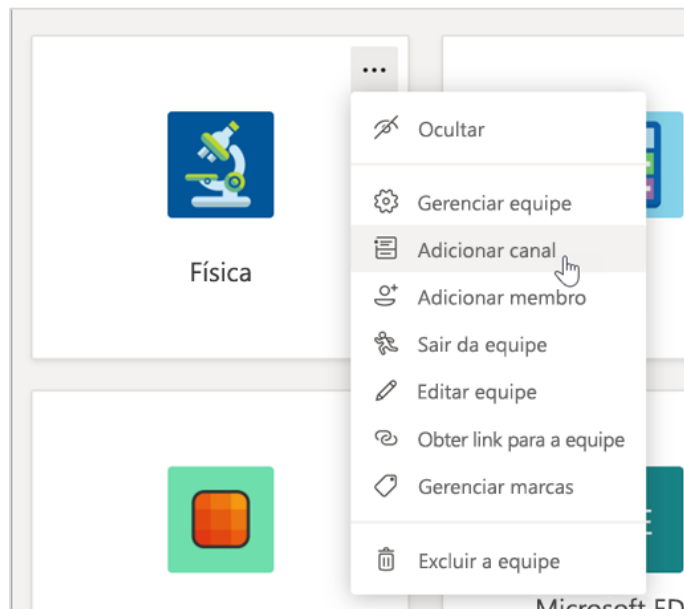 ...
Ocultar
Gerenciar equipe
Adicionar canal
Física
Adicionar membro
Sair da equipe
Editar equipe
Obter link para a equipe
Gerenciar marcas
Excluir a equipe
Microsoft